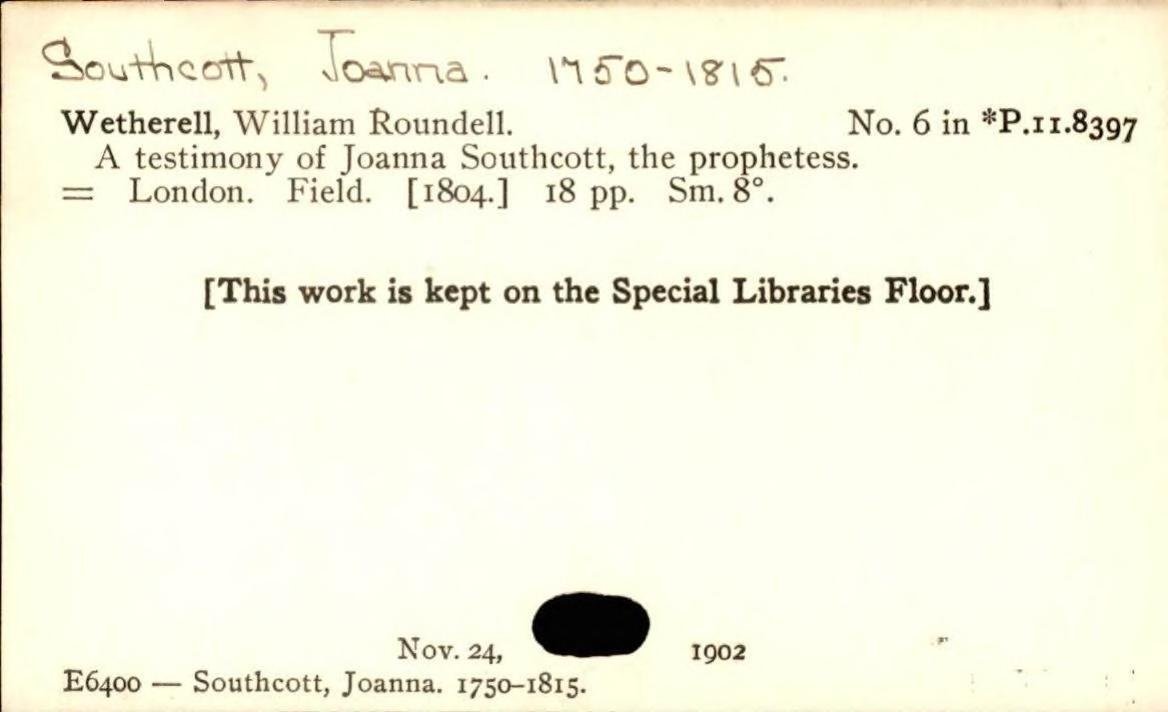 Southcott, Joanna. 1750-1815.
Wetherell, William Roundell. No. 6 in *P.11.8397
A testimony of Joanna Southcott, the prophetess.
= London. Field. [1804.] 18 pp. Sm. 8°.
[This work is kept on the Special Libraries Floor.]
Nov. 24, 1902
E6400 — Southcott, Joanna. 1750–1815.